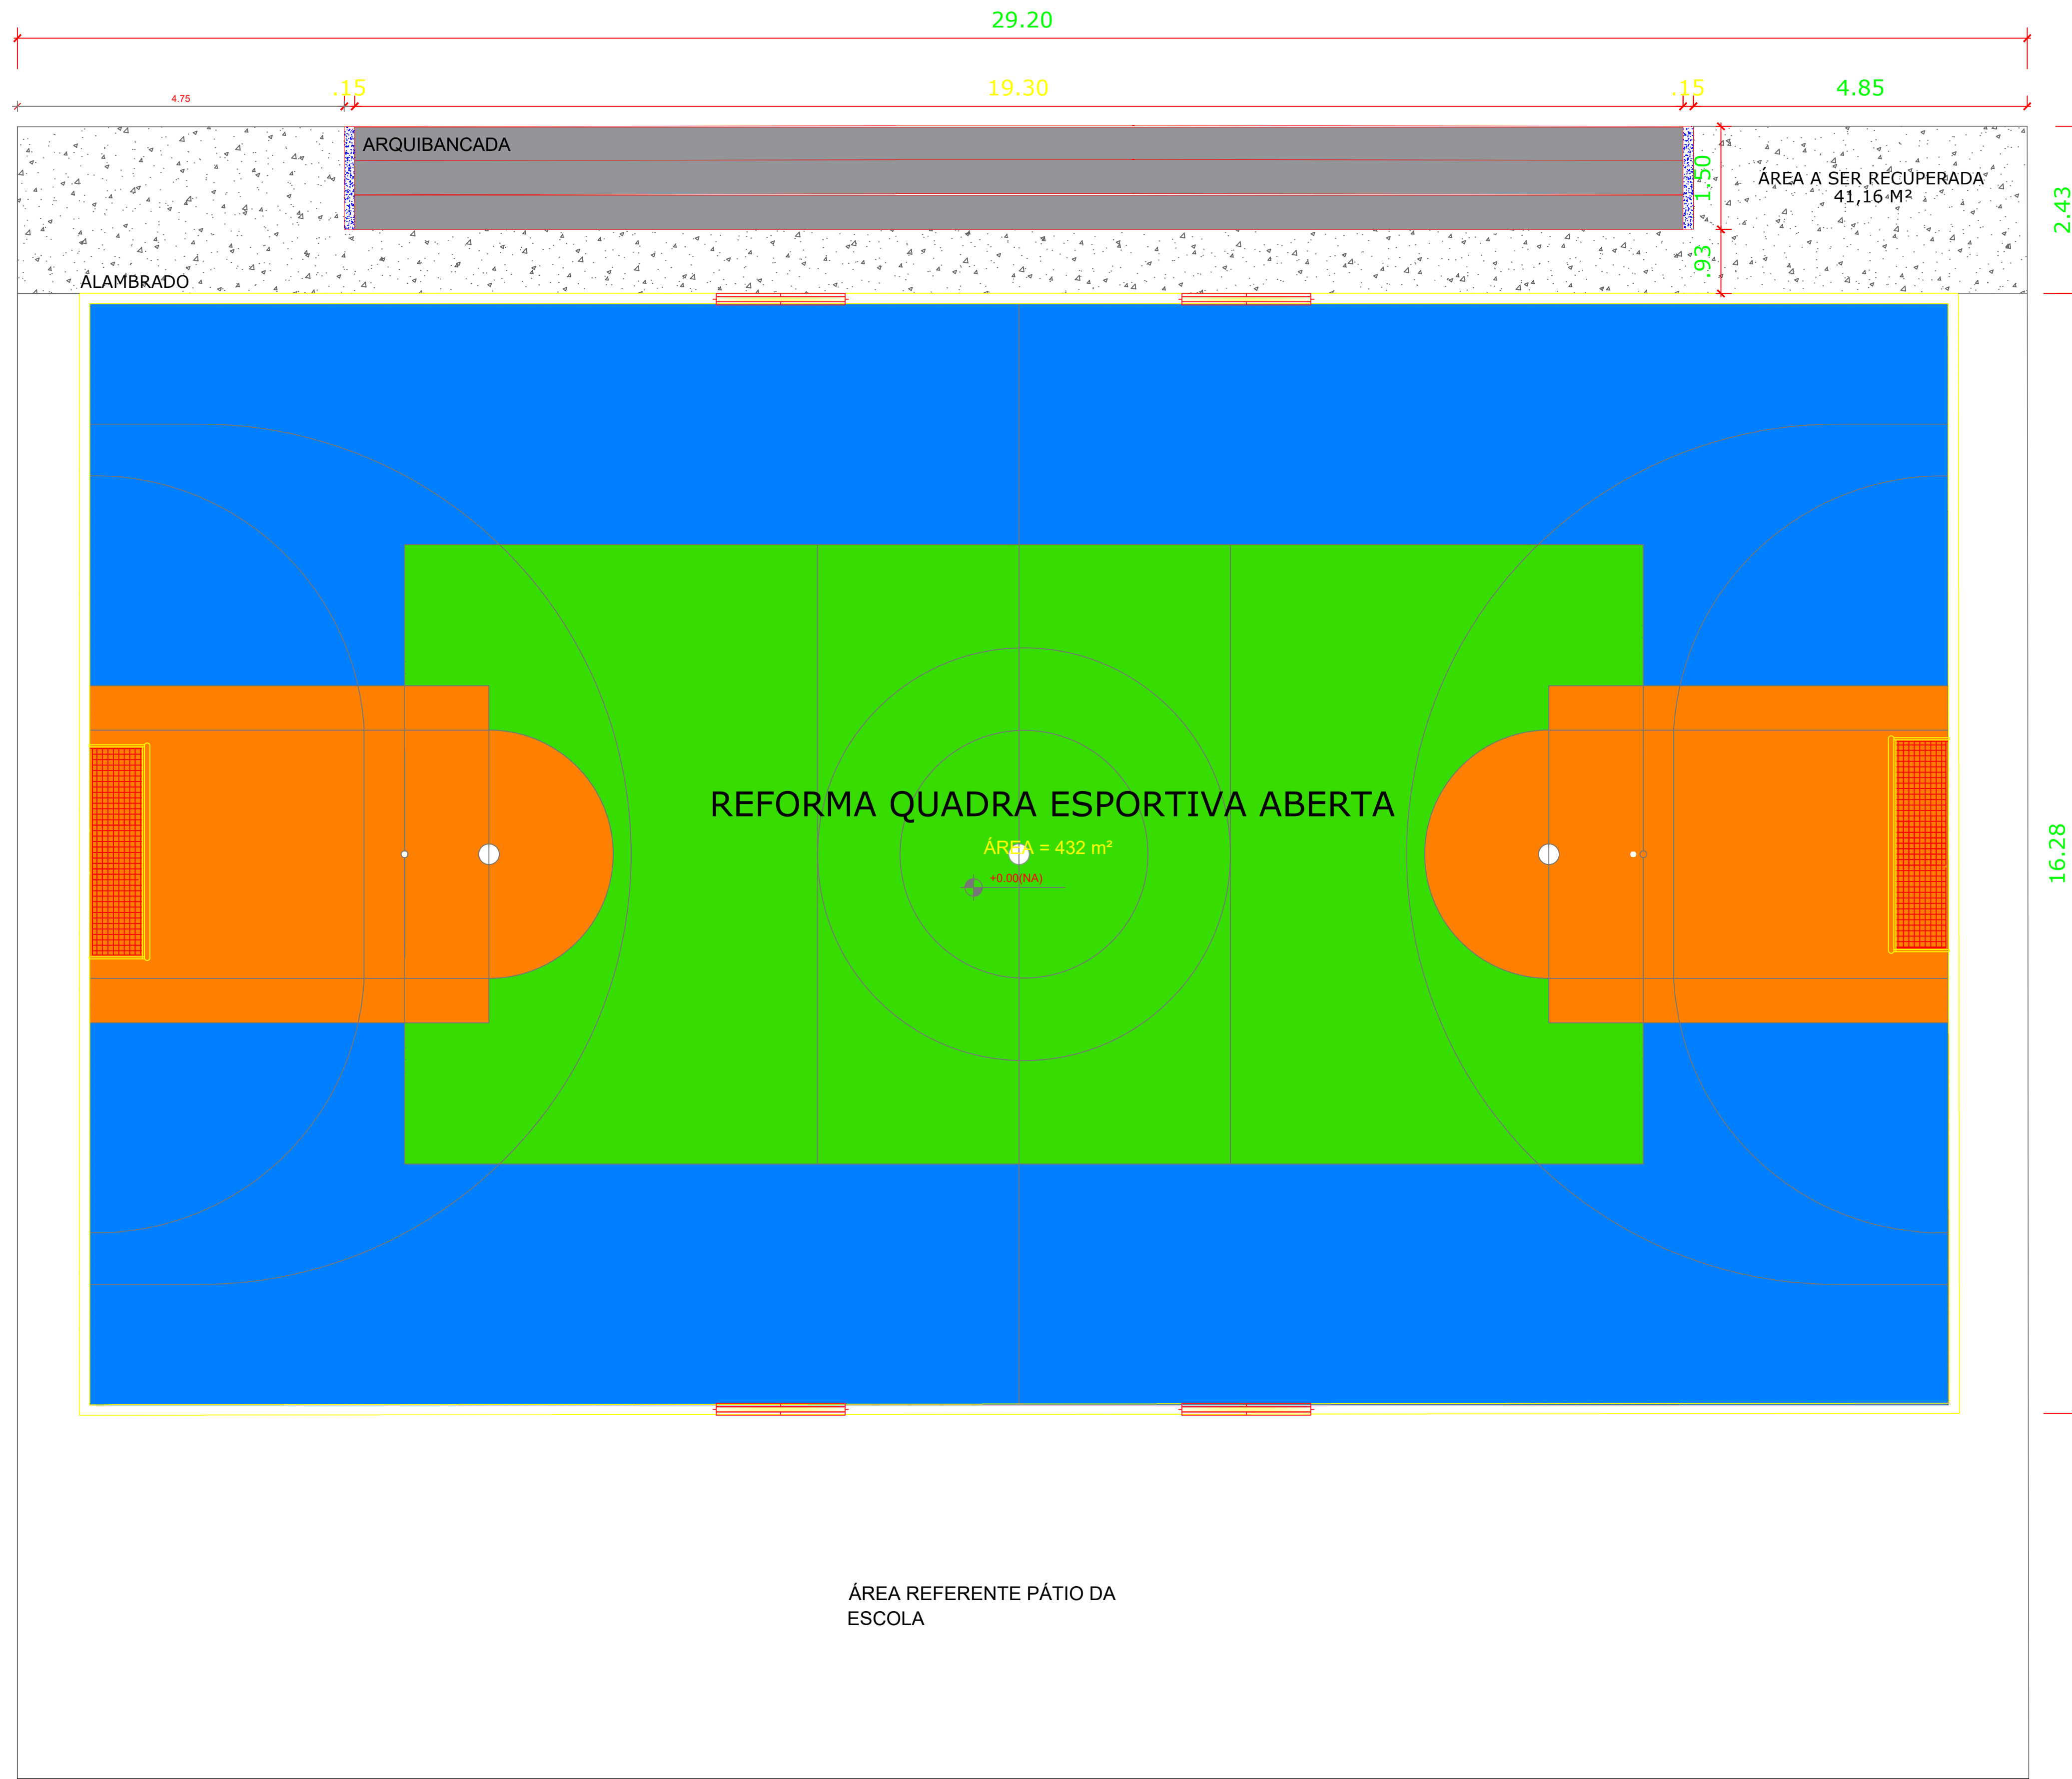 29.20
4.75
.15
19.30
.15
4.85
ARQUIBANCADA
1.50
ÁREA A SER RECUPERADA
41,16 M²
2.43
.93
ALAMBRADO
REFORMA QUADRA ESPORTIVA ABERTA
ÁREA = 432 m²
+0.00(NA)
16.28
ÁREA REFERENTE PÁTIO DA
ESCOLA